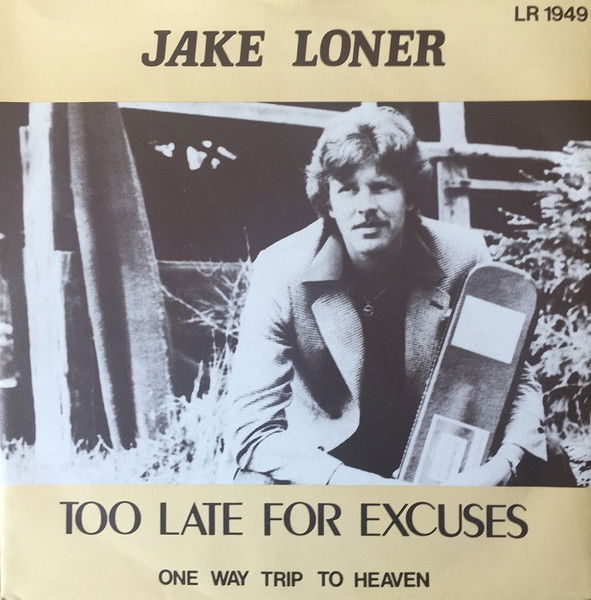 LR 1949
JAKE LONER
TOO LATE FOR EXCUSES
ONE WAY TRIP TO HEAVEN